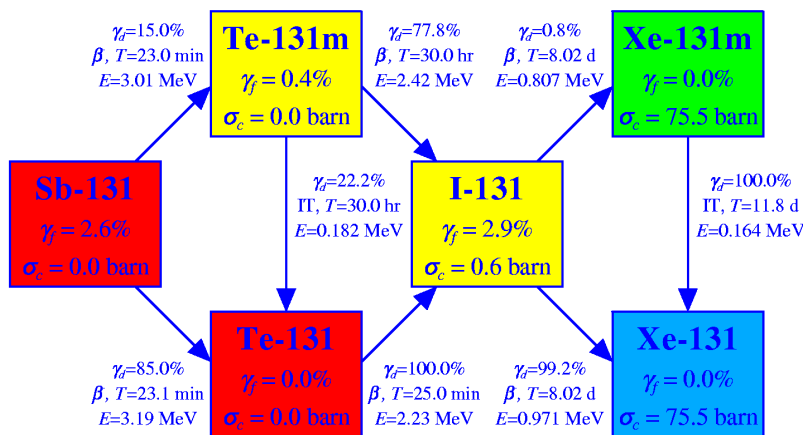 γd=15.0%
β, T=23.0 min
E=3.01 MeV
Te-131m
γf = 0.4%
σc = 0.0 barn
γd=77.8%
β, T=30.0 hr
E=2.42 MeV
γd=0.8%
β, T=8.02 d
E=0.807 MeV
Xe-131m
γf = 0.0%
σc = 75.5 barn
Sb-131
γf = 2.6%
σc = 0.0 barn
γd=22.2%
IT, T=30.0 hr
E=0.182 MeV
I-131
γf = 2.9%
σc = 0.6 barn
γd=100.0%
IT, T=11.8 d
E=0.164 MeV
γd=85.0%
β, T=23.1 min
E=3.19 MeV
Te-131
γf = 0.0%
σc = 0.0 barn
γd=100.0%
β, T=25.0 min
E=2.23 MeV
γd=99.2%
β, T=8.02 d
E=0.971 MeV
Xe-131
γf = 0.0%
σc = 75.5 barn